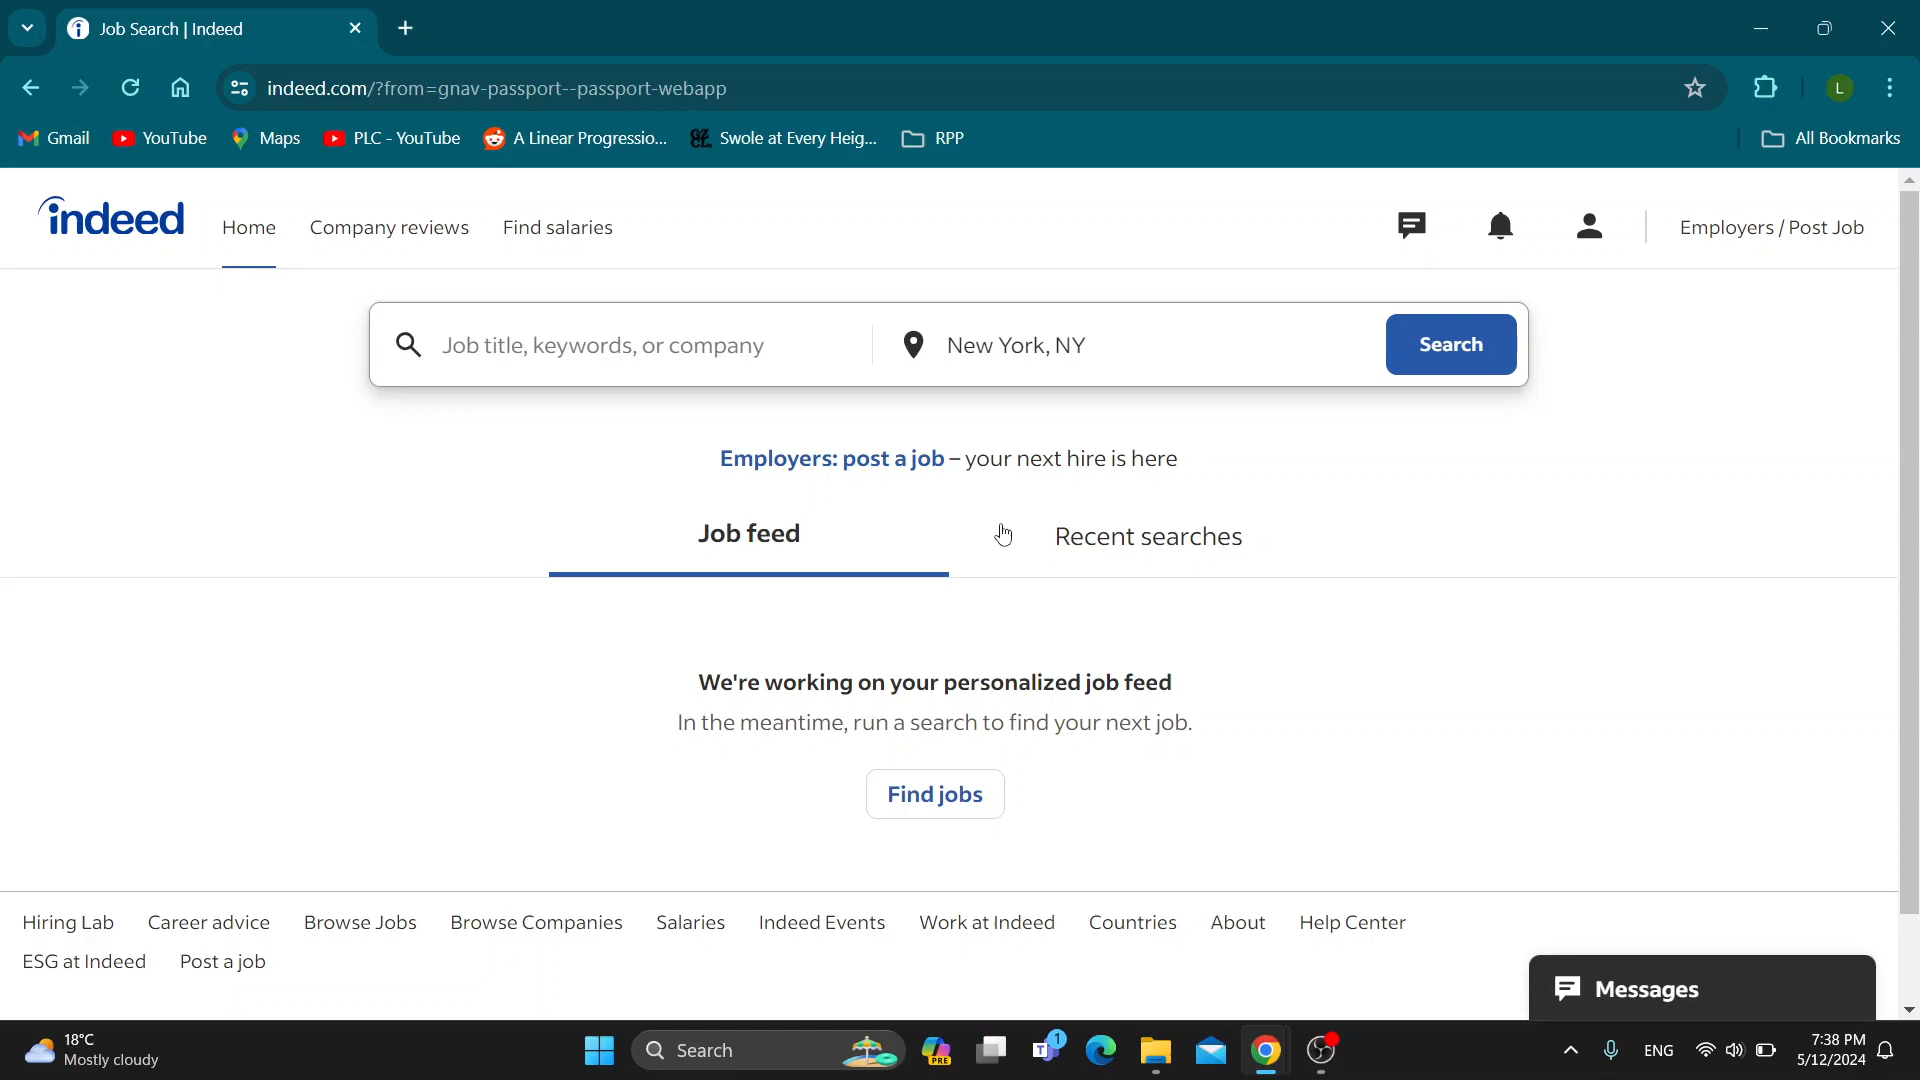 Job Search | Indeed
indeed.com/?from=gnav-passport--passport-webapp
L
Gmail YouTube Maps PLC - YouTube A Linear Progressio... Swole at Every Heig... RPP All Bookmarks
indeed Home Company reviews Find salaries Employers / Post Job
Job title, keywords, or company New York, NY Search
Employers: post a job – your next hire is here
Job feed Recent searches
We're working on your personalized job feed
In the meantime, run a search to find your next job.
Find jobs
Hiring Lab Career advice Browse Jobs Browse Companies Salaries Indeed Events Work at Indeed Countries About Help Center
ESG at Indeed Post a job
Messages
18°C
Mostly cloudy
Search
PRE
1
ENG
7:38 PM
5/12/2024